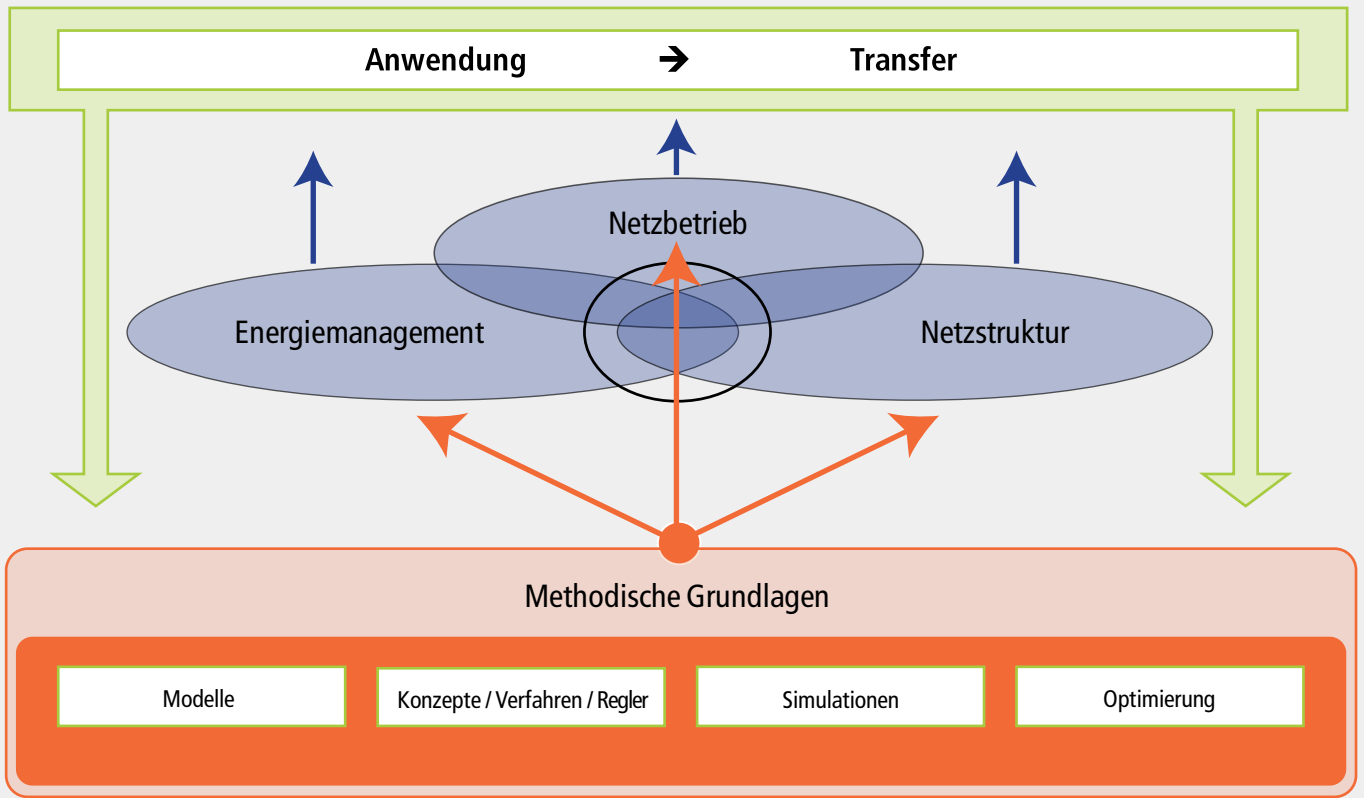 Anwendung ➔ Transfer
Netzbetrieb
Energiemanagement
Netzstruktur
Methodische Grundlagen
Modelle
Konzepte / Verfahren / Regler
Simulationen
Optimierung